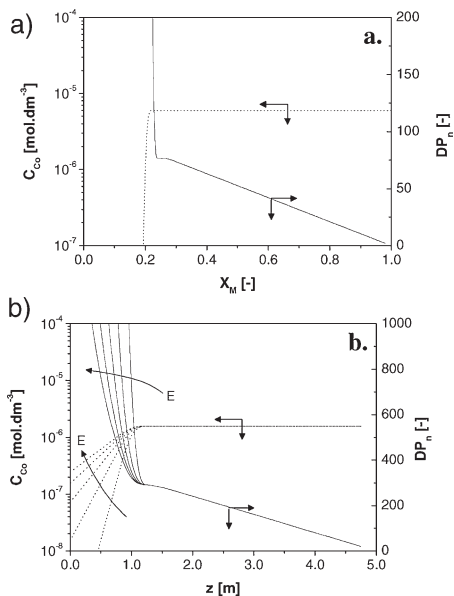 a)
a.
10⁻⁴
10⁻⁵
10⁻⁶
10⁻⁷
C_Co [mol.dm⁻³]
200
150
100
50
0
DPₙ [-]
0.0 0.2 0.4 0.6 0.8 1.0
X_M [-]
b)
b.
10⁻⁴
10⁻⁵
10⁻⁶
10⁻⁷
10⁻⁸
C_Co [mol.dm⁻³]
E
E
1000
800
600
400
200
0
DPₙ [-]
0.0 1.0 2.0 3.0 4.0 5.0
z [m]